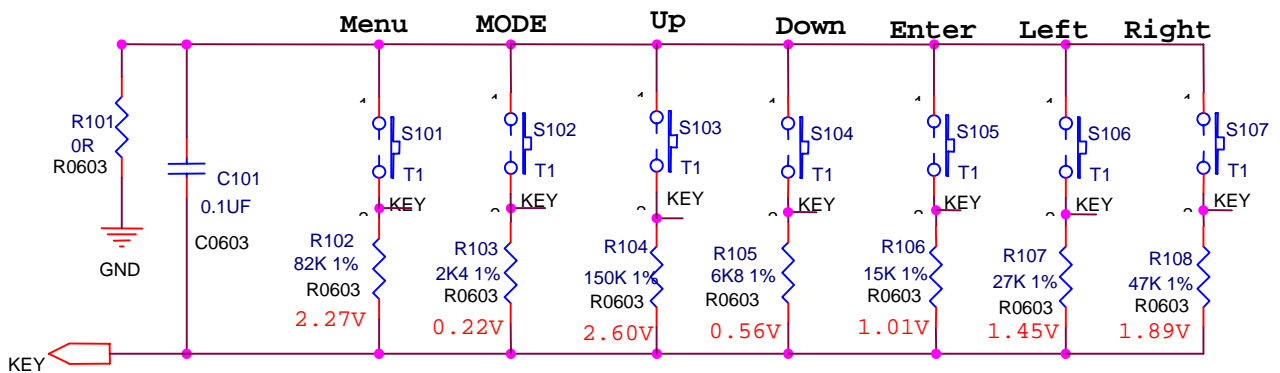 Menu MODE Up Down Enter Left Right
R101
0R
R0603
GND
C101
0.1UF
C0603
S101
T1
KEY
R102
82K 1%
R0603
2.27V
S102
T1
KEY
R103
2K4 1%
R0603
0.22V
S103
T1
KEY
R104
150K 1%
R0603
2.60V
S104
T1
KEY
R105
6K8 1%
R0603
0.56V
S105
T1
KEY
R106
15K 1%
R0603
1.01V
S106
T1
KEY
R107
27K 1%
R0603
1.45V
S107
T1
KEY
R108
47K 1%
R0603
1.89V
KEY